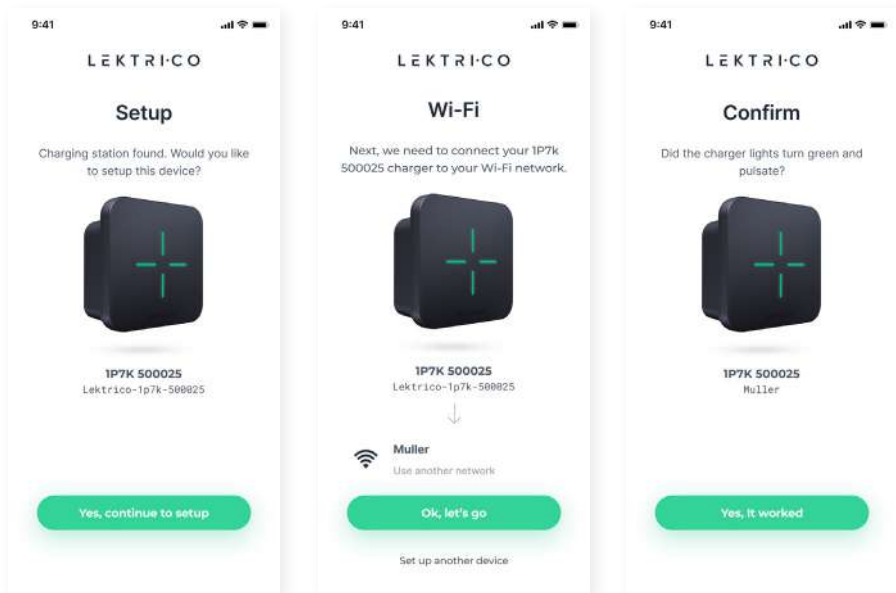 9:41
LEKTRI·CO
Setup
Charging station found. Would you like
to setup this device?
1P7K 500025
Lektrico-1p7k-500025
Yes, continue to setup
9:41
LEKTRI·CO
Wi-Fi
Next, we need to connect your 1P7k
500025 charger to your Wi-Fi network.
1P7K 500025
Lektrico-1p7k-500025
Muller
Use another network
Ok, let's go
Set up another device
9:41
LEKTRI·CO
Confirm
Did the charger lights turn green and
pulsate?
1P7K 500025
Muller
Yes, It worked